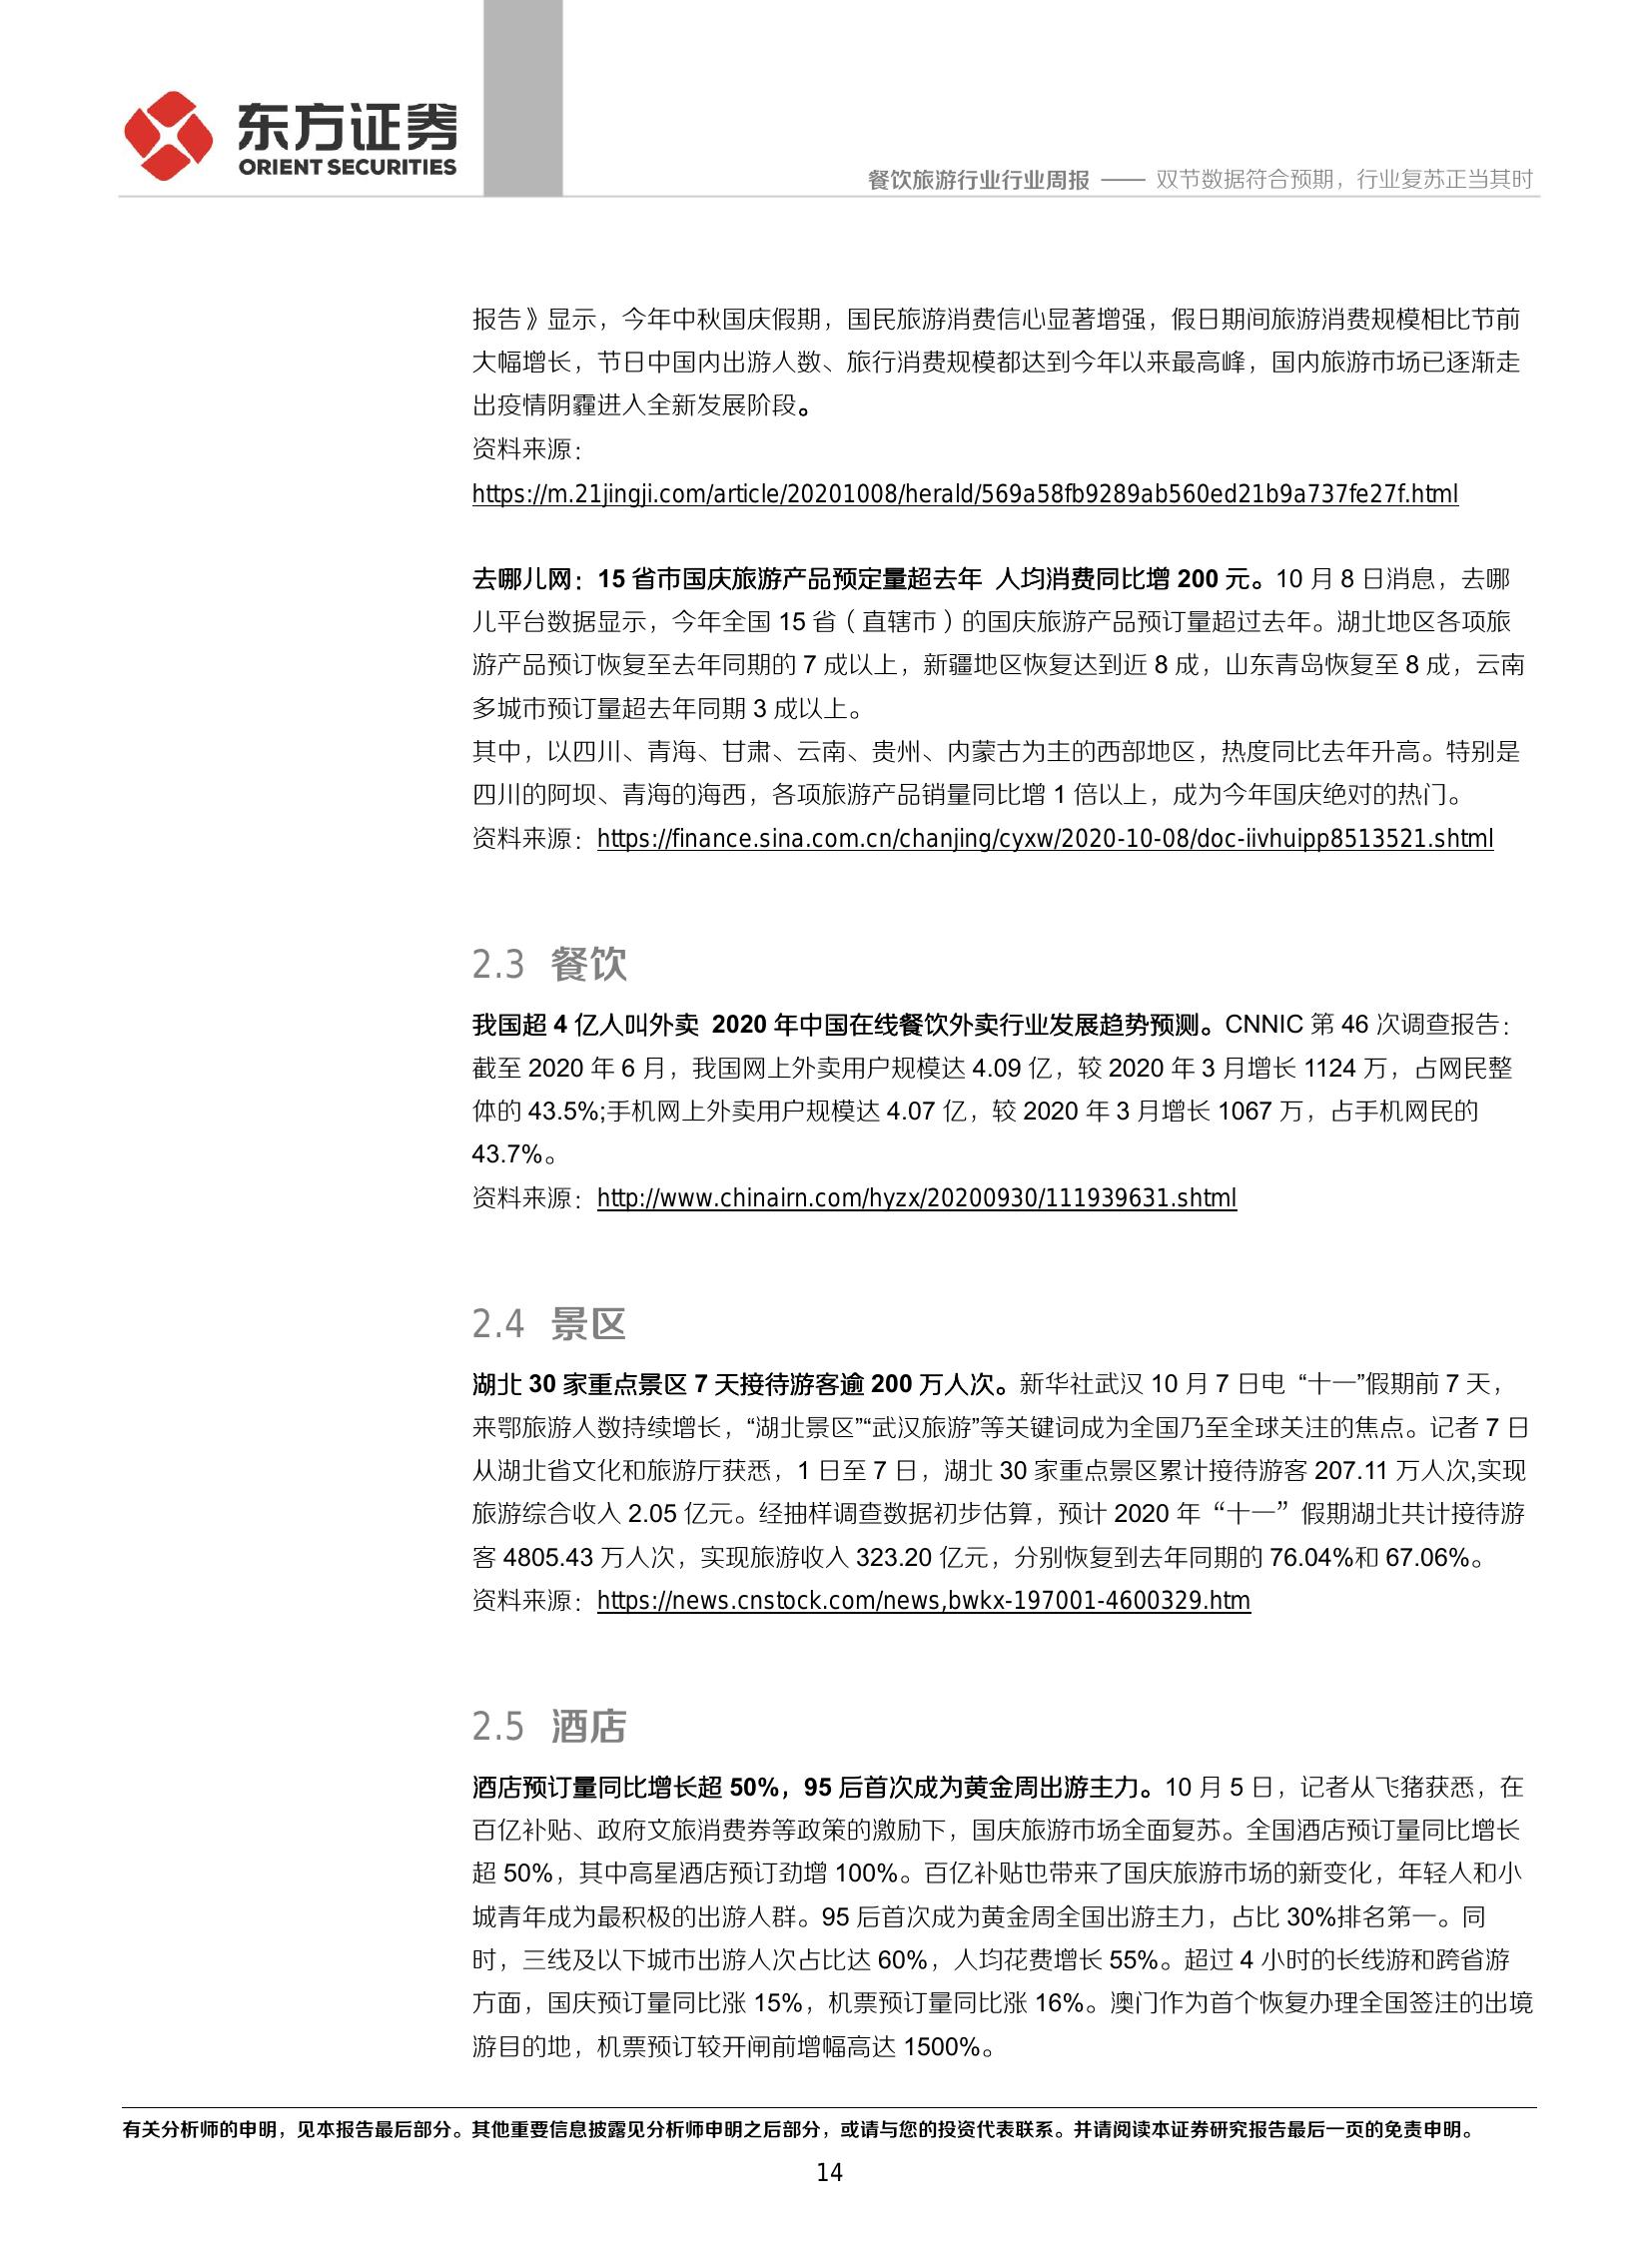 东方证券
ORIENT SECURITIES
餐饮旅游行业行业周报 —— 双节数据符合预期，行业复苏正当其时
报告》显示，今年中秋国庆假期，国民旅游消费信心显著增强，假日期间旅游消费规模相比节前
大幅增长，节日中国内出游人数、旅行消费规模都达到今年以来最高峰，国内旅游市场已逐渐走
出疫情阴霾进入全新发展阶段。
资料来源：
https://m.21jingji.com/article/20201008/herald/569a58fb9289ab560ed21b9a737fe27f.html
去哪儿网：15 省市国庆旅游产品预定量超去年 人均消费同比增 200 元。10 月 8 日消息，去哪
儿平台数据显示，今年全国 15 省（直辖市）的国庆旅游产品预订量超过去年。湖北地区各项旅
游产品预订恢复至去年同期的 7 成以上，新疆地区恢复达到近 8 成，山东青岛恢复至 8 成，云南
多城市预订量超去年同期 3 成以上。
其中，以四川、青海、甘肃、云南、贵州、内蒙古为主的西部地区，热度同比去年升高。特别是
四川的阿坝、青海的海西，各项旅游产品销量同比增 1 倍以上，成为今年国庆绝对的热门。
资料来源：https://finance.sina.com.cn/chanjing/cyxw/2020-10-08/doc-iivhuipp8513521.shtml
2.3 餐饮
我国超 4 亿人叫外卖 2020 年中国在线餐饮外卖行业发展趋势预测。CNNIC 第 46 次调查报告：
截至 2020 年 6 月，我国网上外卖用户规模达 4.09 亿，较 2020 年 3 月增长 1124 万，占网民整
体的 43.5%;手机网上外卖用户规模达 4.07 亿，较 2020 年 3 月增长 1067 万，占手机网民的
43.7%。
资料来源：http://www.chinairn.com/hyzx/20200930/111939631.shtml
2.4 景区
湖北 30 家重点景区 7 天接待游客逾 200 万人次。新华社武汉 10 月 7 日电 “十一”假期前 7 天，
来鄂旅游人数持续增长，“湖北景区”“武汉旅游”等关键词成为全国乃至全球关注的焦点。记者 7 日
从湖北省文化和旅游厅获悉，1 日至 7 日，湖北 30 家重点景区累计接待游客 207.11 万人次,实现
旅游综合收入 2.05 亿元。经抽样调查数据初步估算，预计 2020 年“十一”假期湖北共计接待游
客 4805.43 万人次，实现旅游收入 323.20 亿元，分别恢复到去年同期的 76.04%和 67.06%。
资料来源：https://news.cnstock.com/news,bwkx-197001-4600329.htm
2.5 酒店
酒店预订量同比增长超 50%，95 后首次成为黄金周出游主力。10 月 5 日，记者从飞猪获悉，在
百亿补贴、政府文旅消费券等政策的激励下，国庆旅游市场全面复苏。全国酒店预订量同比增长
超 50%，其中高星酒店预订劲增 100%。百亿补贴也带来了国庆旅游市场的新变化，年轻人和小
城青年成为最积极的出游人群。95 后首次成为黄金周全国出游主力，占比 30%排名第一。同
时，三线及以下城市出游人次占比达 60%，人均花费增长 55%。超过 4 小时的长线游和跨省游
方面，国庆预订量同比涨 15%，机票预订量同比涨 16%。澳门作为首个恢复办理全国签注的出境
游目的地，机票预订较开闸前增幅高达 1500%。
有关分析师的申明，见本报告最后部分。其他重要信息披露见分析师申明之后部分，或请与您的投资代表联系。并请阅读本证券研究报告最后一页的免责申明。
14